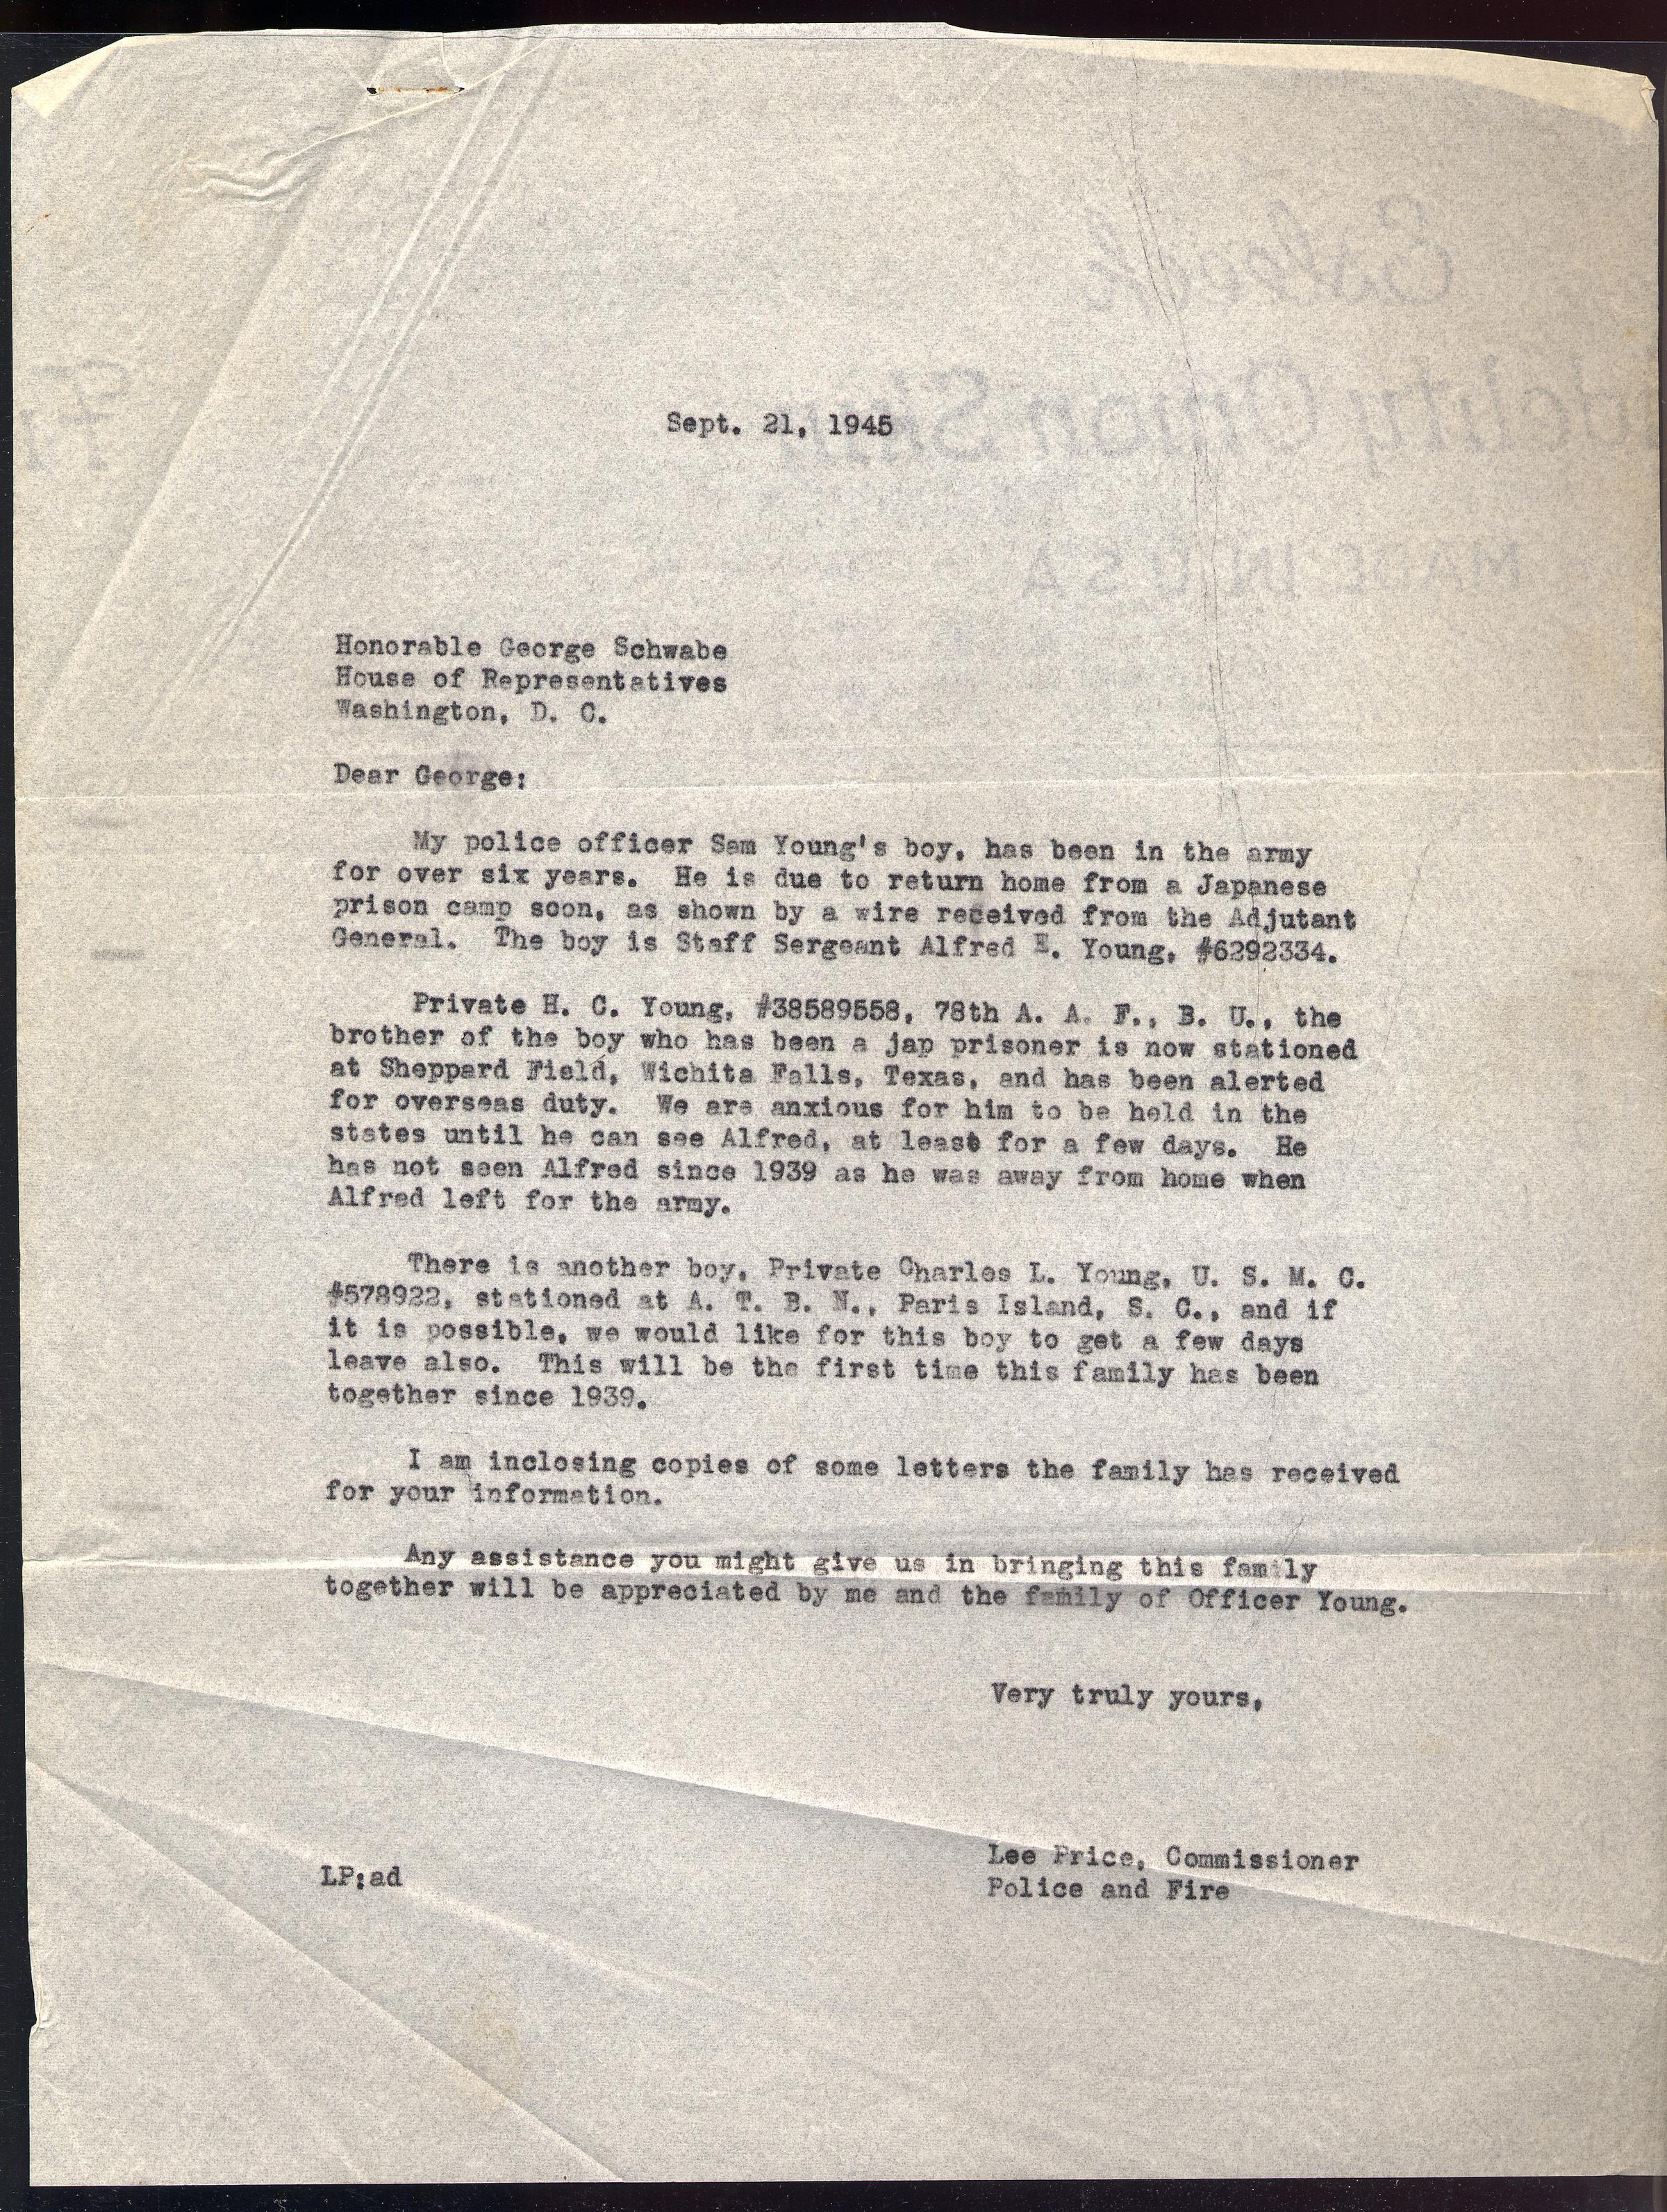 Esleeck
Fidelity Onion Skin
MADE IN U S A
Sept. 21, 1945
Honorable George Schwabe
House of Representatives
Washington, D. C.
Dear George:
My police officer Sam Young's boy, has been in the army
for over six years. He is due to return home from a Japanese
prison camp soon, as shown by a wire received from the Adjutant
General. The boy is Staff Sergeant Alfred E. Young, #6292334.
Private H. C. Young, #38589558, 78th A. A. F., B. U., the
brother of the boy who has been a jap prisoner is now stationed
at Sheppard Field, Wichita Falls, Texas, and has been alerted
for overseas duty. We are anxious for him to be held in the
states until he can see Alfred, at least for a few days. He
has not seen Alfred since 1939 as he was away from home when
Alfred left for the army.
There is another boy, Private Charles L. Young, U. S. M. C.
#578922, stationed at A. T. B. N., Paris Island, S. C., and if
it is possible, we would like for this boy to get a few days
leave also. This will be the first time this family has been
together since 1939.
I am inclosing copies of some letters the family has received
for your information.
Any assistance you might give us in bringing this family
together will be appreciated by me and the family of Officer Young.
Very truly yours,
Lee Price, Commissioner
Police and Fire
LP:ad